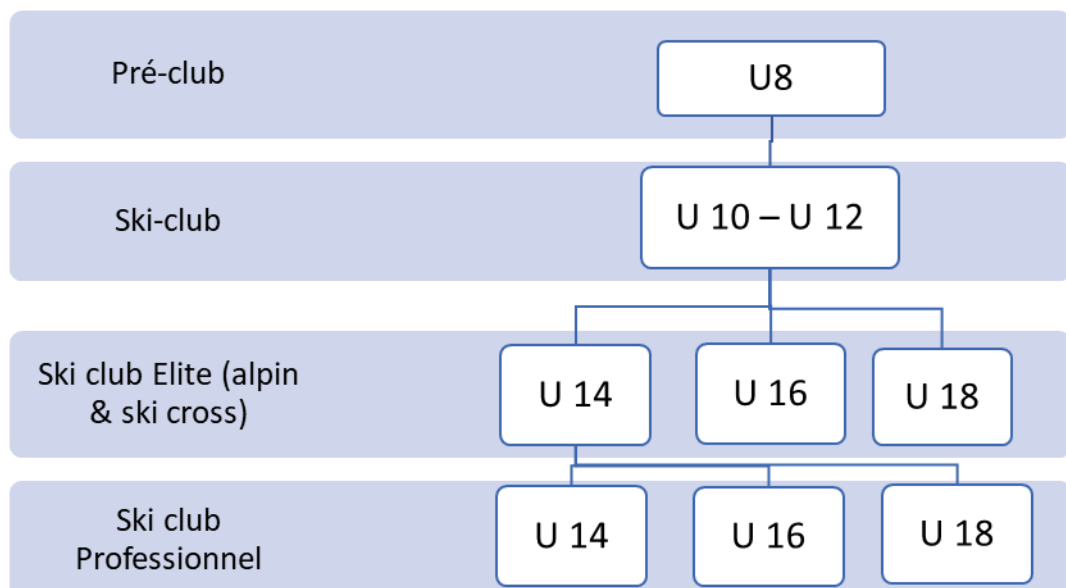 Pré-club
U8
Ski-club
U 10 – U 12
Ski club Elite (alpin
& ski cross)
U 14
U 16
U 18
Ski club
Professionnel
U 14
U 16
U 18